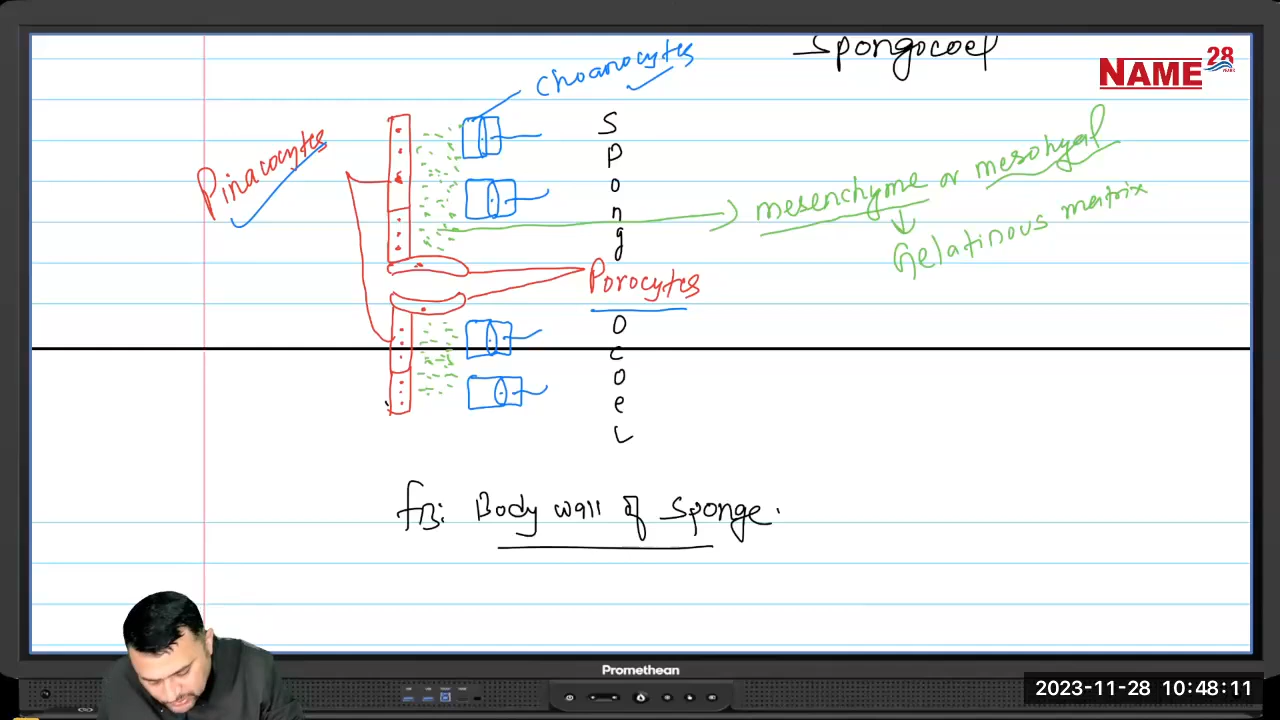 Spongocoel
NAME 28
YEARS
Choanocytes
Pinacocytes
S
P
o
n
g
O
c
o
e
L
mesenchyme or mesohyal
Gelatinous matrix
Porocytes
fig: Body wall of Sponge.
Promethean
2023-11-28 10:48:11